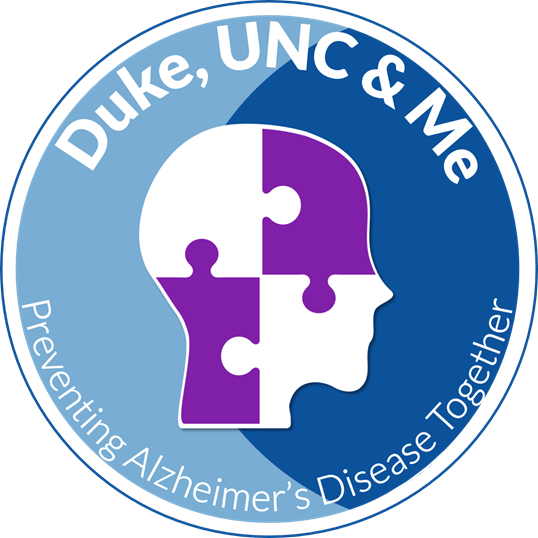 Duke, UNC & Me
Preventing Alzheimer's Disease Together